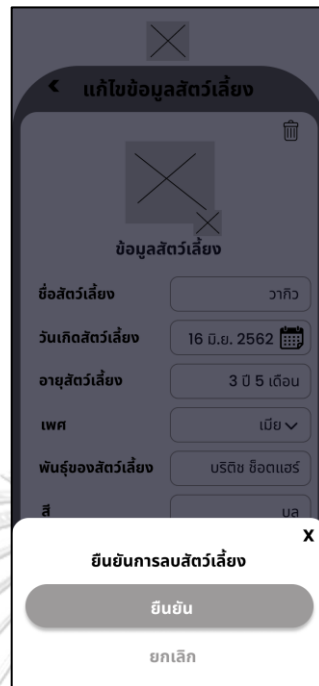 แก้ไขข้อมูลสัตว์เลี้ยง
ข้อมูลสัตว์เลี้ยง
ชื่อสัตว์เลี้ยง วากิว
วันเกิดสัตว์เลี้ยง 16 มิ.ย. 2562
อายุสัตว์เลี้ยง 3 ปี 5 เดือน
เพศ เมีย
พันธุ์ของสัตว์เลี้ยง บริติช ช็อตแฮร์
สี บล
X
ยืนยันการลบสัตว์เลี้ยง
ยืนยัน
ยกเลิก